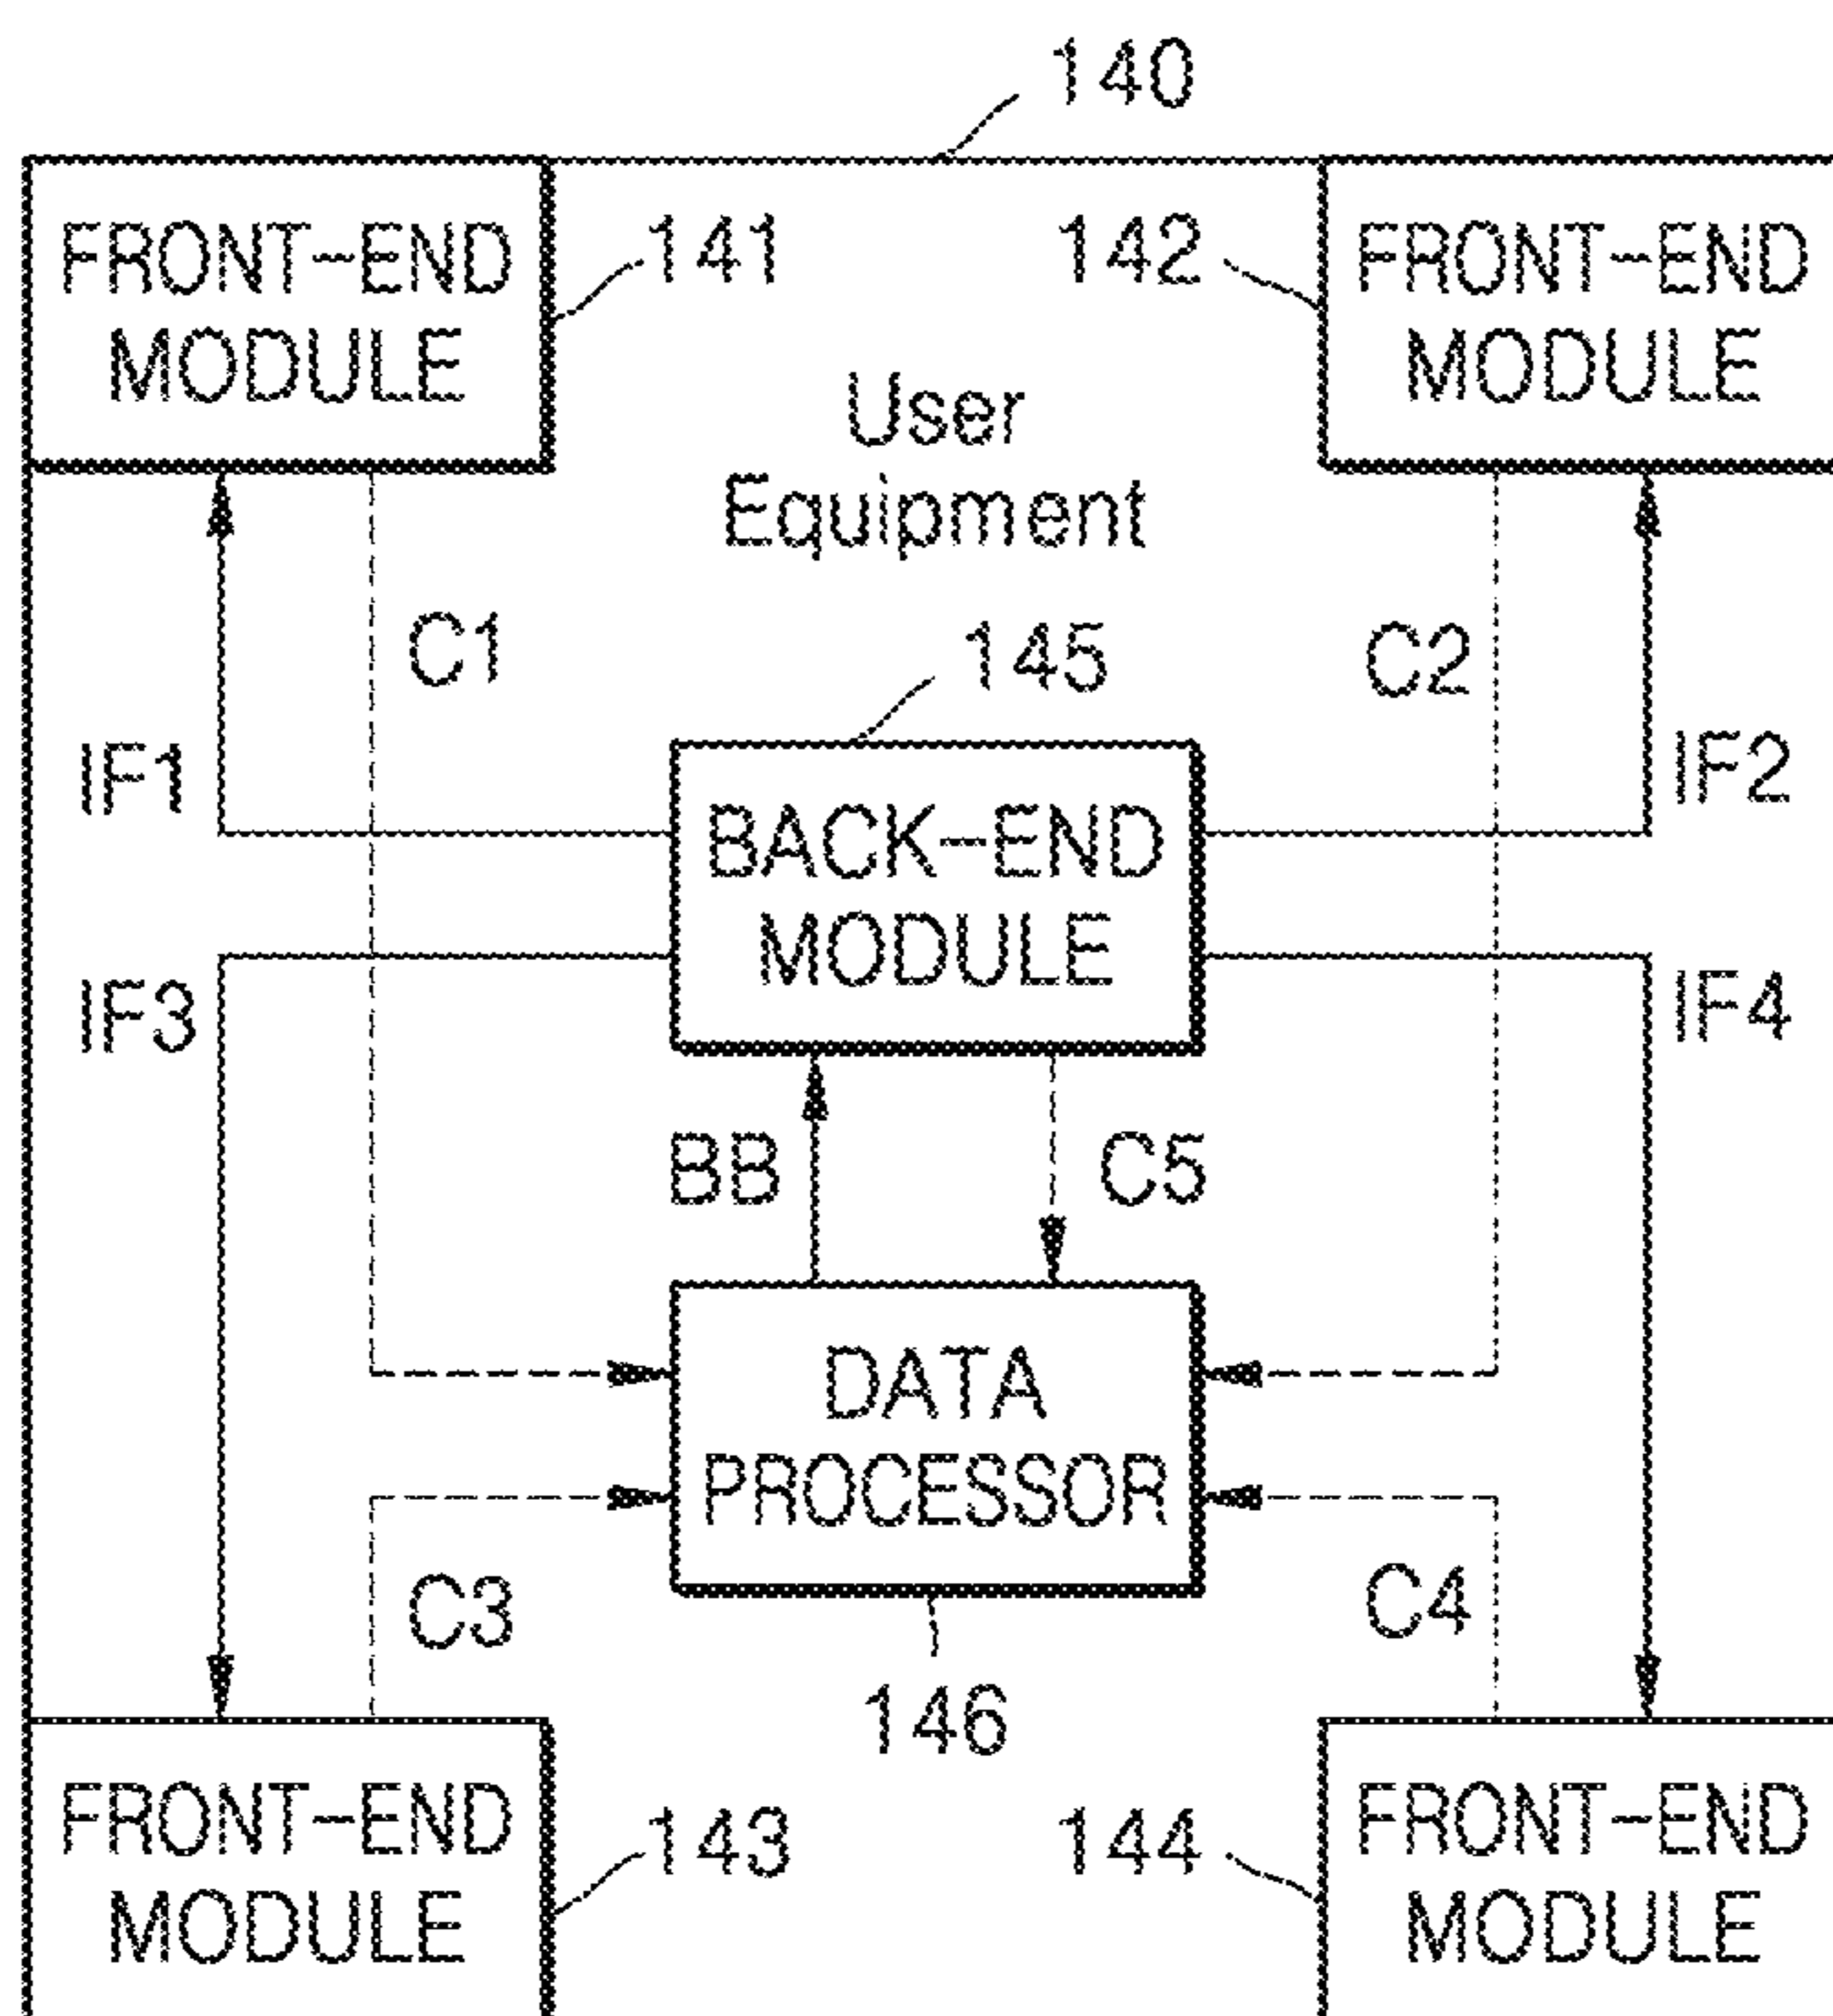 140
FRONT-END
MODULE
141
142
FRONT-END
MODULE
User
Equipment
C1
C2
145
IF1
IF2
BACK-END
MODULE
IF3
IF4
BB
C5
DATA
PROCESSOR
C3
C4
146
FRONT-END
MODULE
143
144
FRONT-END
MODULE